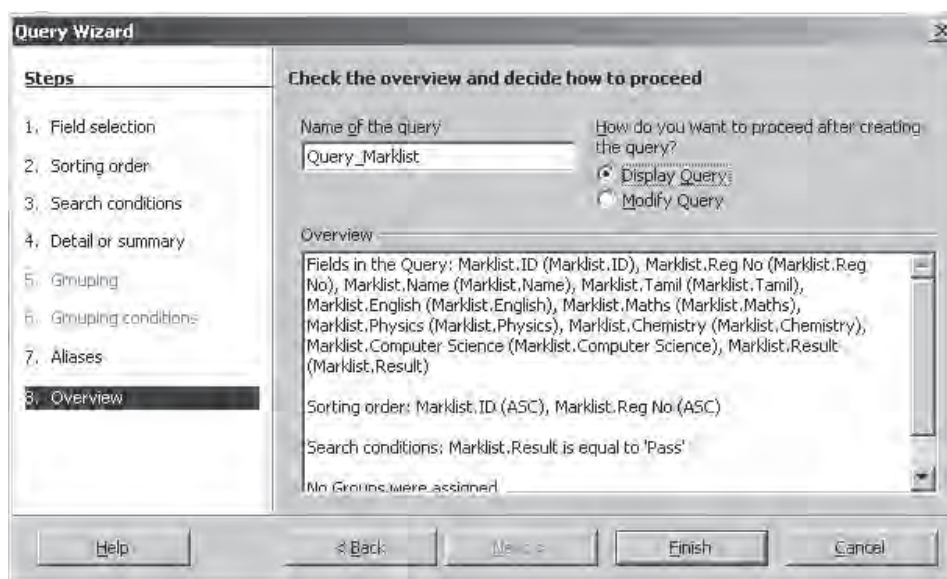 Query Wizard
Steps
1. Field selection
2. Sorting order
3. Search conditions
4. Detail or summary
5. Grouping
6. Grouping conditions
7. Aliases
8. Overview
Check the overview and decide how to proceed
Name of the query
Query_Marklist
How do you want to proceed after creating
the query?
Display Query
Modify Query
Overview
Fields in the Query: Marklist.ID (Marklist.ID), Marklist.Reg No (Marklist.Reg
No), Marklist.Name (Marklist.Name), Marklist.Tamil (Marklist.Tamil),
Marklist.English (Marklist.English), Marklist.Maths (Marklist.Maths),
Marklist.Physics (Marklist.Physics), Marklist.Chemistry (Marklist.Chemistry),
Marklist.Computer Science (Marklist.Computer Science), Marklist.Result
(Marklist.Result)
Sorting order: Marklist.ID (ASC), Marklist.Reg No (ASC)
Search conditions: Marklist.Result is equal to 'Pass'
No Groups were assigned
Help
< Back
Next >
Finish
Cancel